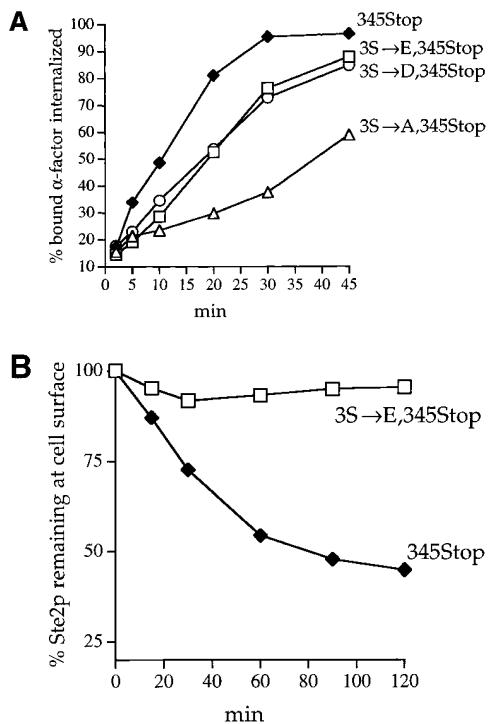 A
% bound α-factor internalized
100
90
80
70
60
50
40
30
20
10
345Stop
3S→E,345Stop
3S→D,345Stop
3S→A,345Stop
0 5 10 15 20 25 30 35 40 45
min
B
% Ste2p remaining at cell surface
100
75
50
25
3S→E,345Stop
345Stop
0 20 40 60 80 100 120
min